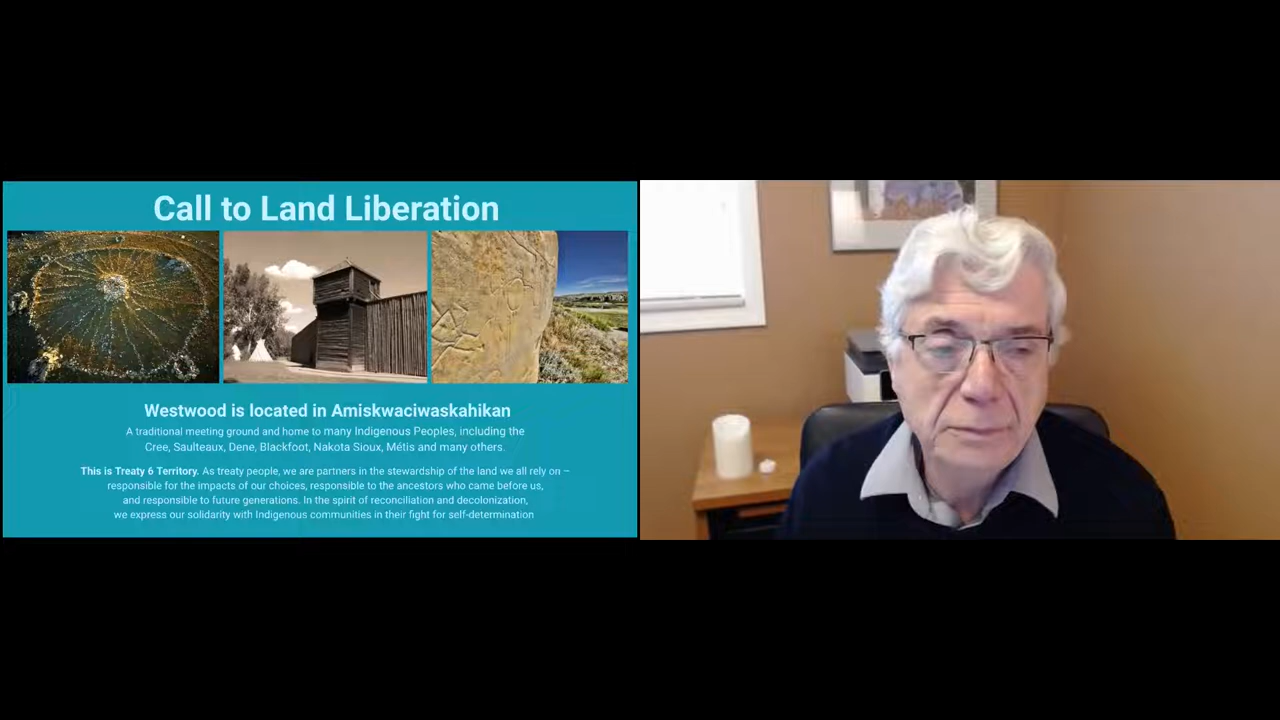 Call to Land Liberation
Westwood is located in Amiskwaciwaskahikan
A traditional meeting ground and home to many Indigenous Peoples, including the
Cree, Saulteaux, Dene, Blackfoot, Nakota Sioux, Métis and many others.
This is Treaty 6 Territory. As treaty people, we are partners in the stewardship of the land we all rely on –
responsible for the impacts of our choices, responsible to the ancestors who came before us,
and responsible to future generations. In the spirit of reconciliation and decolonization,
we express our solidarity with Indigenous communities in their fight for self-determination